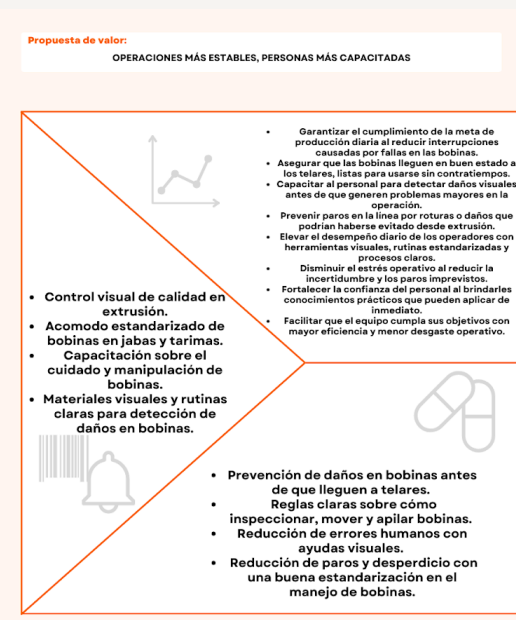 Propuesta de valor:
OPERACIONES MÁS ESTABLES, PERSONAS MÁS CAPACITADAS
• Garantizar el cumplimiento de la meta de
producción diaria al reducir interrupciones
causadas por fallas en las bobinas.
• Asegurar que las bobinas lleguen en buen estado a
los telares, listas para usarse sin contratiempos.
• Capacitar al personal para detectar daños visuales
antes de que generen problemas mayores en la
operación.
• Prevenir paros en la línea por roturas o daños que
podrían haberse evitado desde extrusión.
• Elevar el desempeño diario de los operadores con
herramientas visuales, rutinas estandarizadas y
procesos claros.
• Disminuir el estrés operativo al reducir la
incertidumbre y los paros imprevistos.
• Fortalecer la confianza del personal al brindarles
conocimientos prácticos que pueden aplicar de
inmediato.
• Facilitar que el equipo cumpla sus objetivos con
mayor eficiencia y menor desgaste operativo.
• Control visual de calidad en
extrusión.
• Acomodo estandarizado de
bobinas en jabas y tarimas.
• Capacitación sobre el
cuidado y manipulación de
bobinas.
• Materiales visuales y rutinas
claras para detección de
daños en bobinas.
• Prevención de daños en bobinas antes
de que lleguen a telares.
• Reglas claras sobre cómo
inspeccionar, mover y apilar bobinas.
• Reducción de errores humanos con
ayudas visuales.
• Reducción de paros y desperdicio con
una buena estandarización en el
manejo de bobinas.